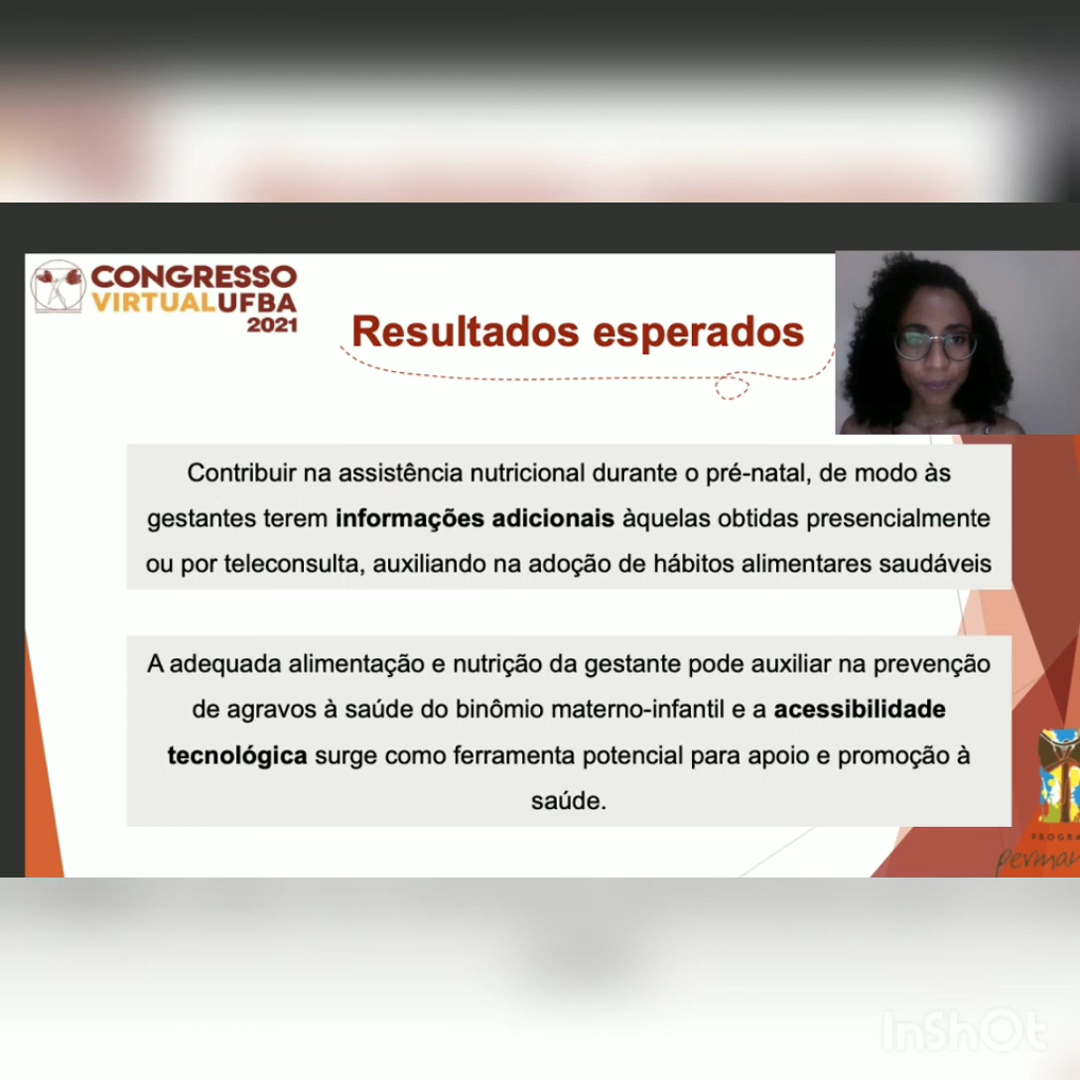 CONGRESSO
VIRTUALUFBA
2021
Resultados esperados
Contribuir na assistência nutricional durante o pré-natal, de modo às
gestantes terem informações adicionais àquelas obtidas presencialmente
ou por teleconsulta, auxiliando na adoção de hábitos alimentares saudáveis
A adequada alimentação e nutrição da gestante pode auxiliar na prevenção
de agravos à saúde do binômio materno-infantil e a acessibilidade
tecnológica surge como ferramenta potencial para apoio e promoção à
saúde.
PROGRA
perman
InShOt